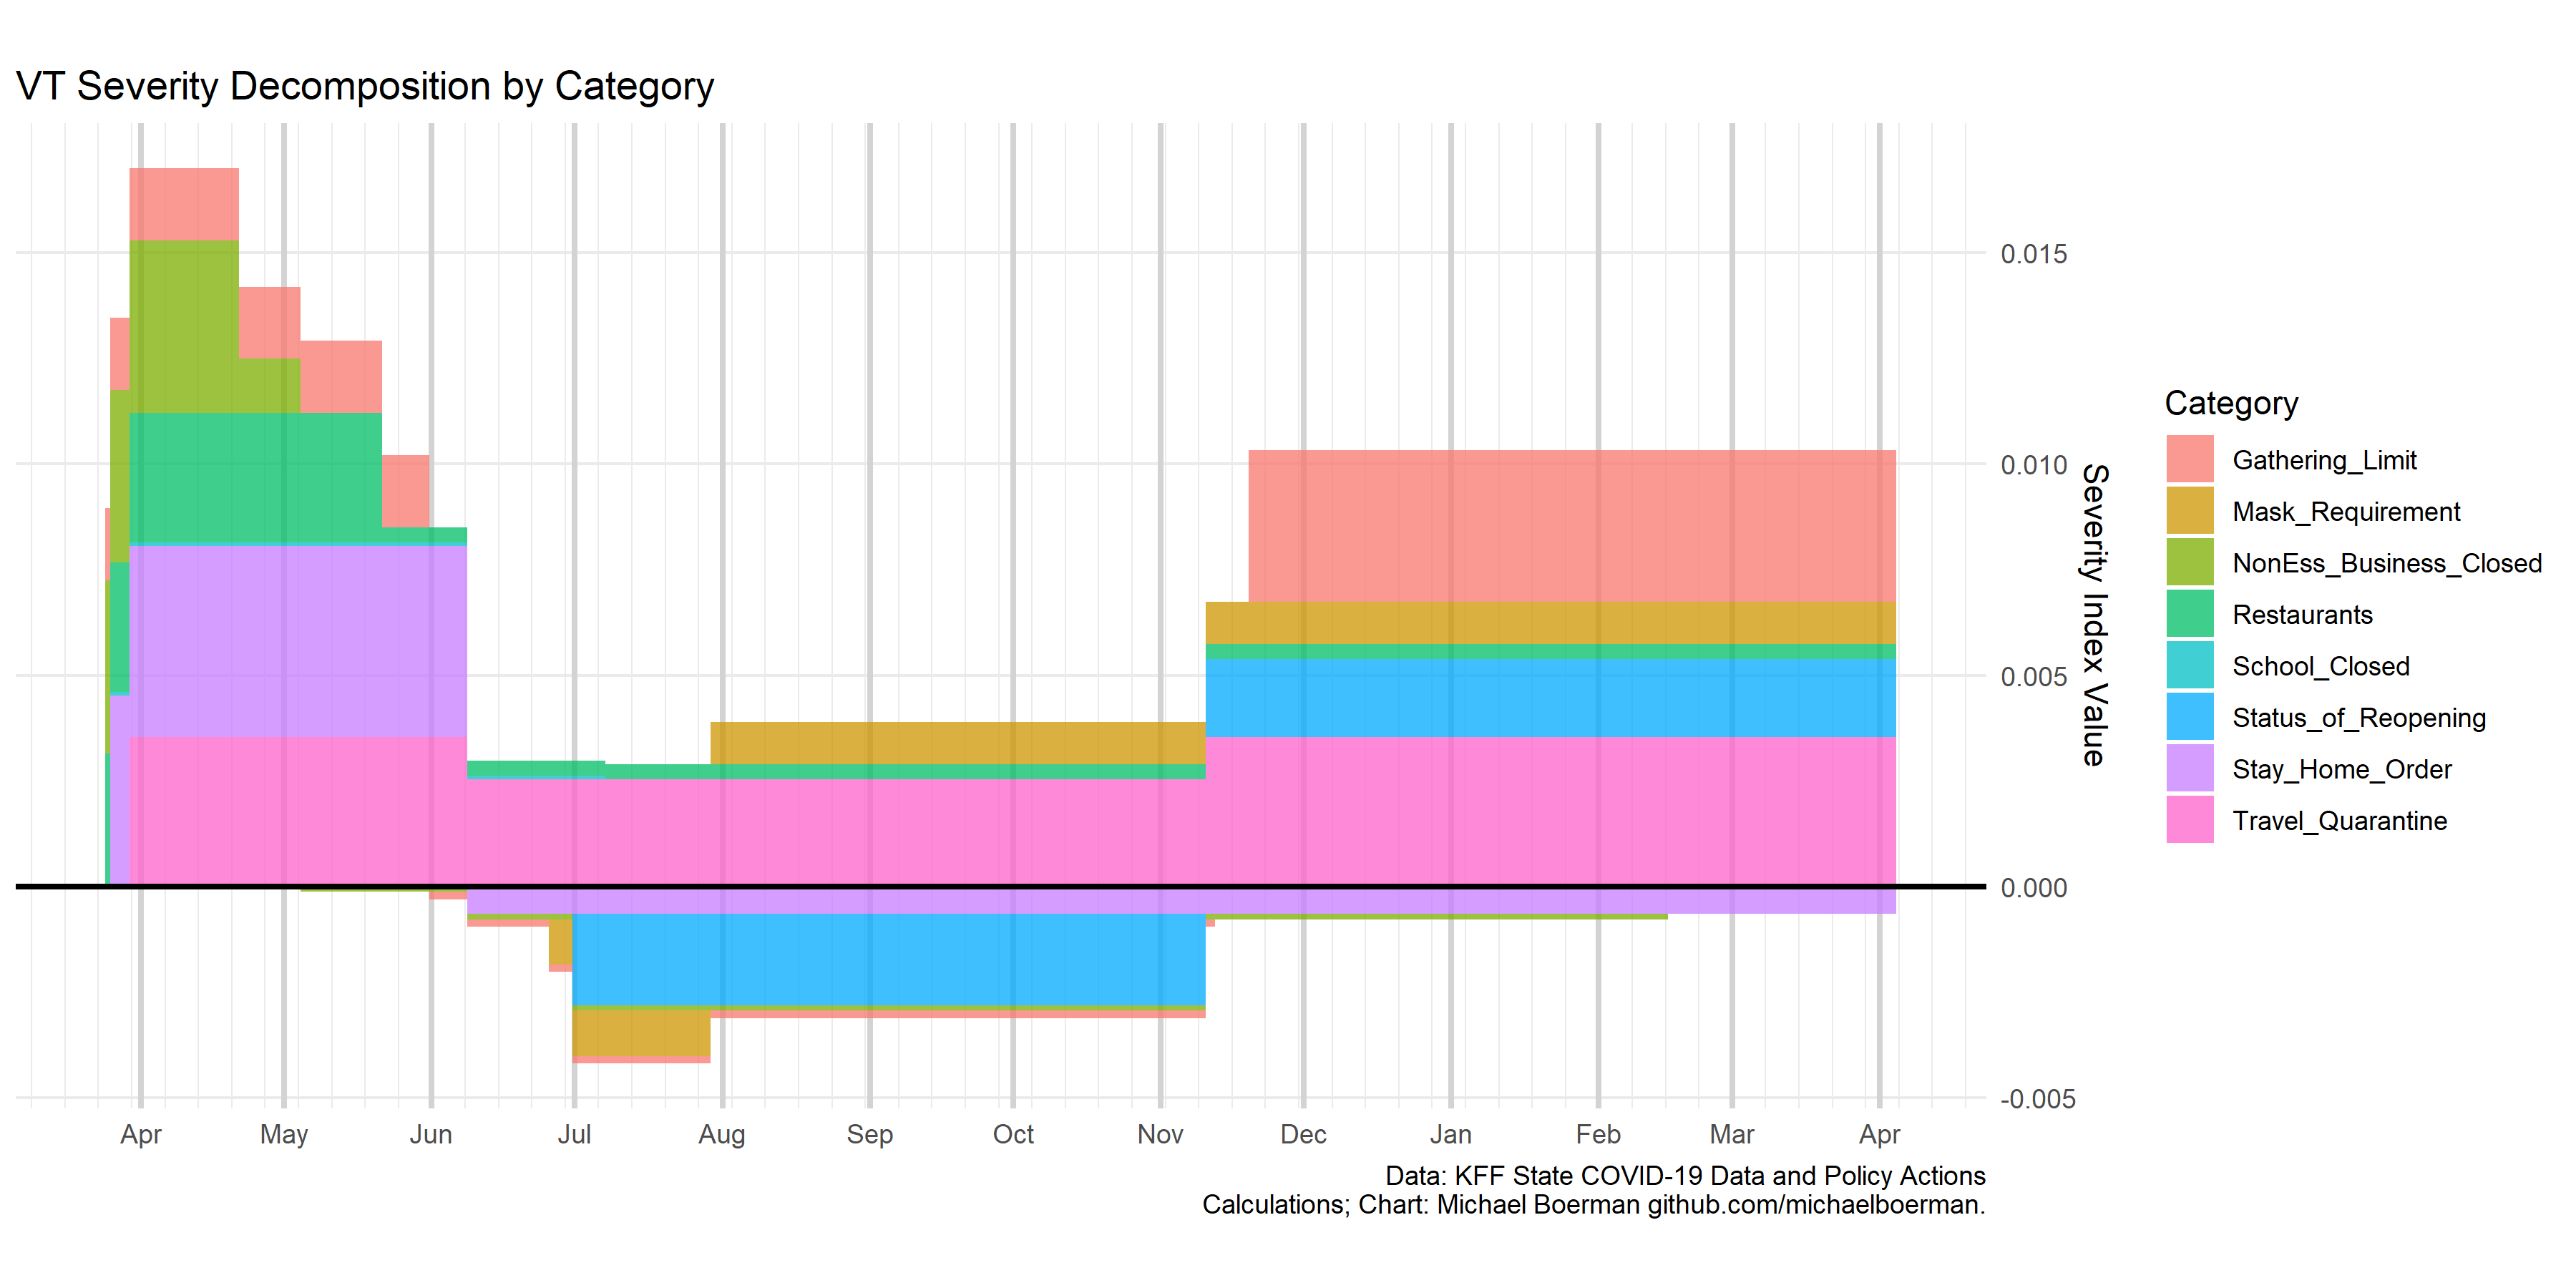 VT Severity Decomposition by Category
0.015
0.010
0.005
0.000
-0.005
Severity Index Value
Apr May Jun Jul Aug Sep Oct Nov Dec Jan Feb Mar Apr
Data: KFF State COVID-19 Data and Policy Actions
Calculations; Chart: Michael Boerman github.com/michaelboerman.
Category
Gathering_Limit
Mask_Requirement
NonEss_Business_Closed
Restaurants
School_Closed
Status_of_Reopening
Stay_Home_Order
Travel_Quarantine